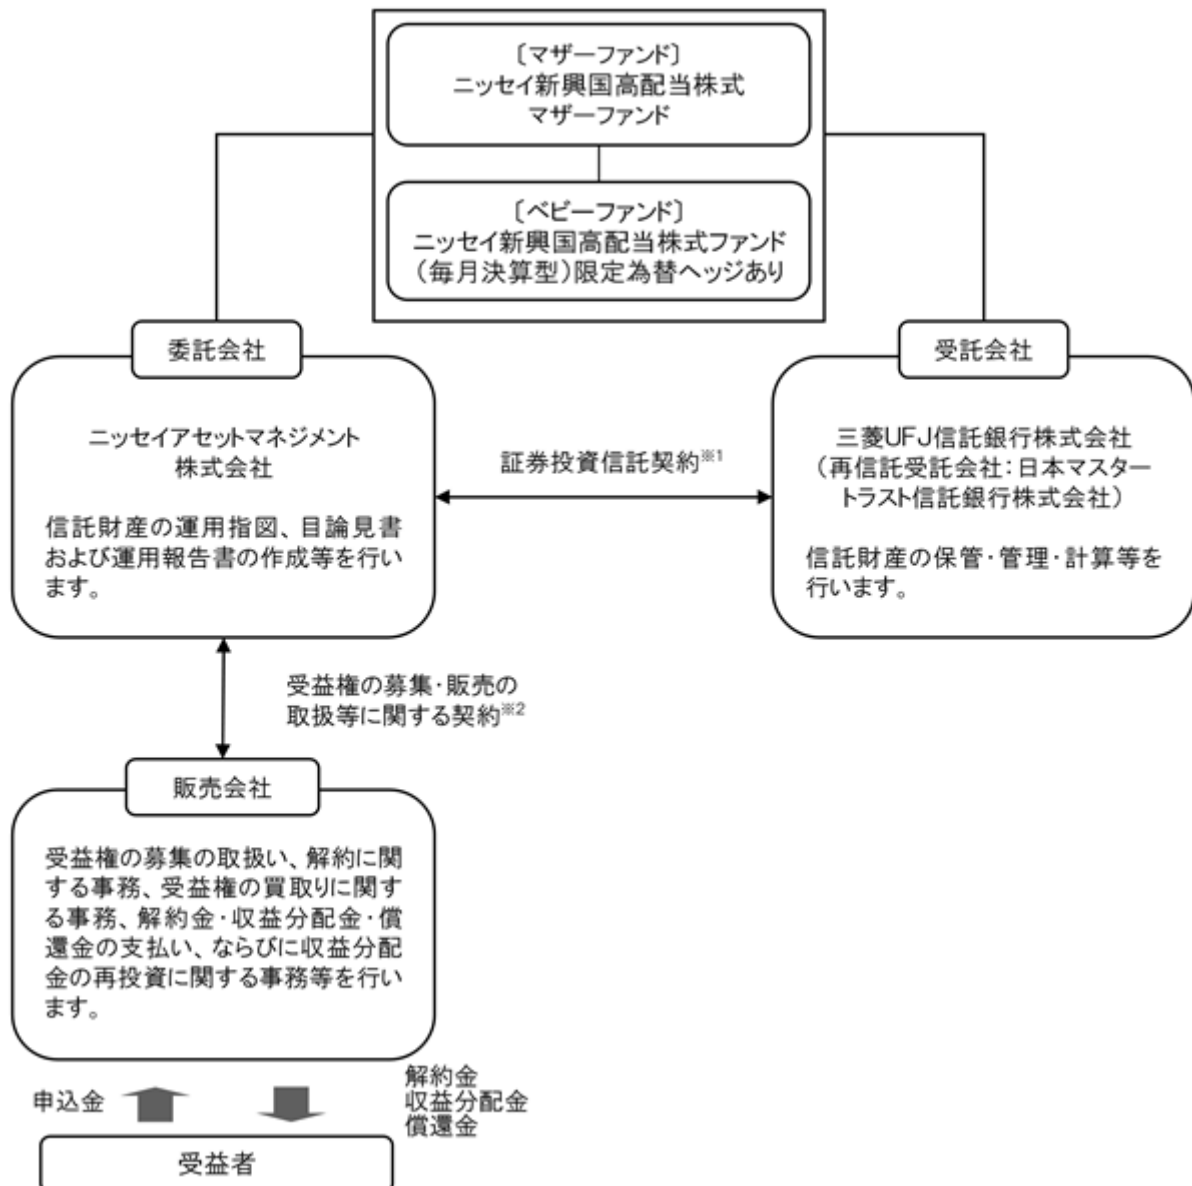 〔マザーファンド〕
ニッセイ新興国高配当株式
マザーファンド
〔ベビーファンド〕
ニッセイ新興国高配当株式ファンド
（毎月決算型）限定為替ヘッジあり
委託会社
ニッセイアセットマネジメント
株式会社
信託財産の運用指図、目論見書
および運用報告書の作成等を行い
ます。
証券投資信託契約※1
受託会社
三菱UFJ信託銀行株式会社
（再信託受託会社：日本マスター
トラスト信託銀行株式会社）
信託財産の保管・管理・計算等を
行います。
受益権の募集・販売の
取扱等に関する契約※2
販売会社
受益権の募集の取扱い、解約に関
する事務、受益権の買取りに関す
る事務、解約金・収益分配金・償
還金の支払い、ならびに収益分配
金の再投資に関する事務等を行い
ます。
申込金
解約金
収益分配金
償還金
受益者